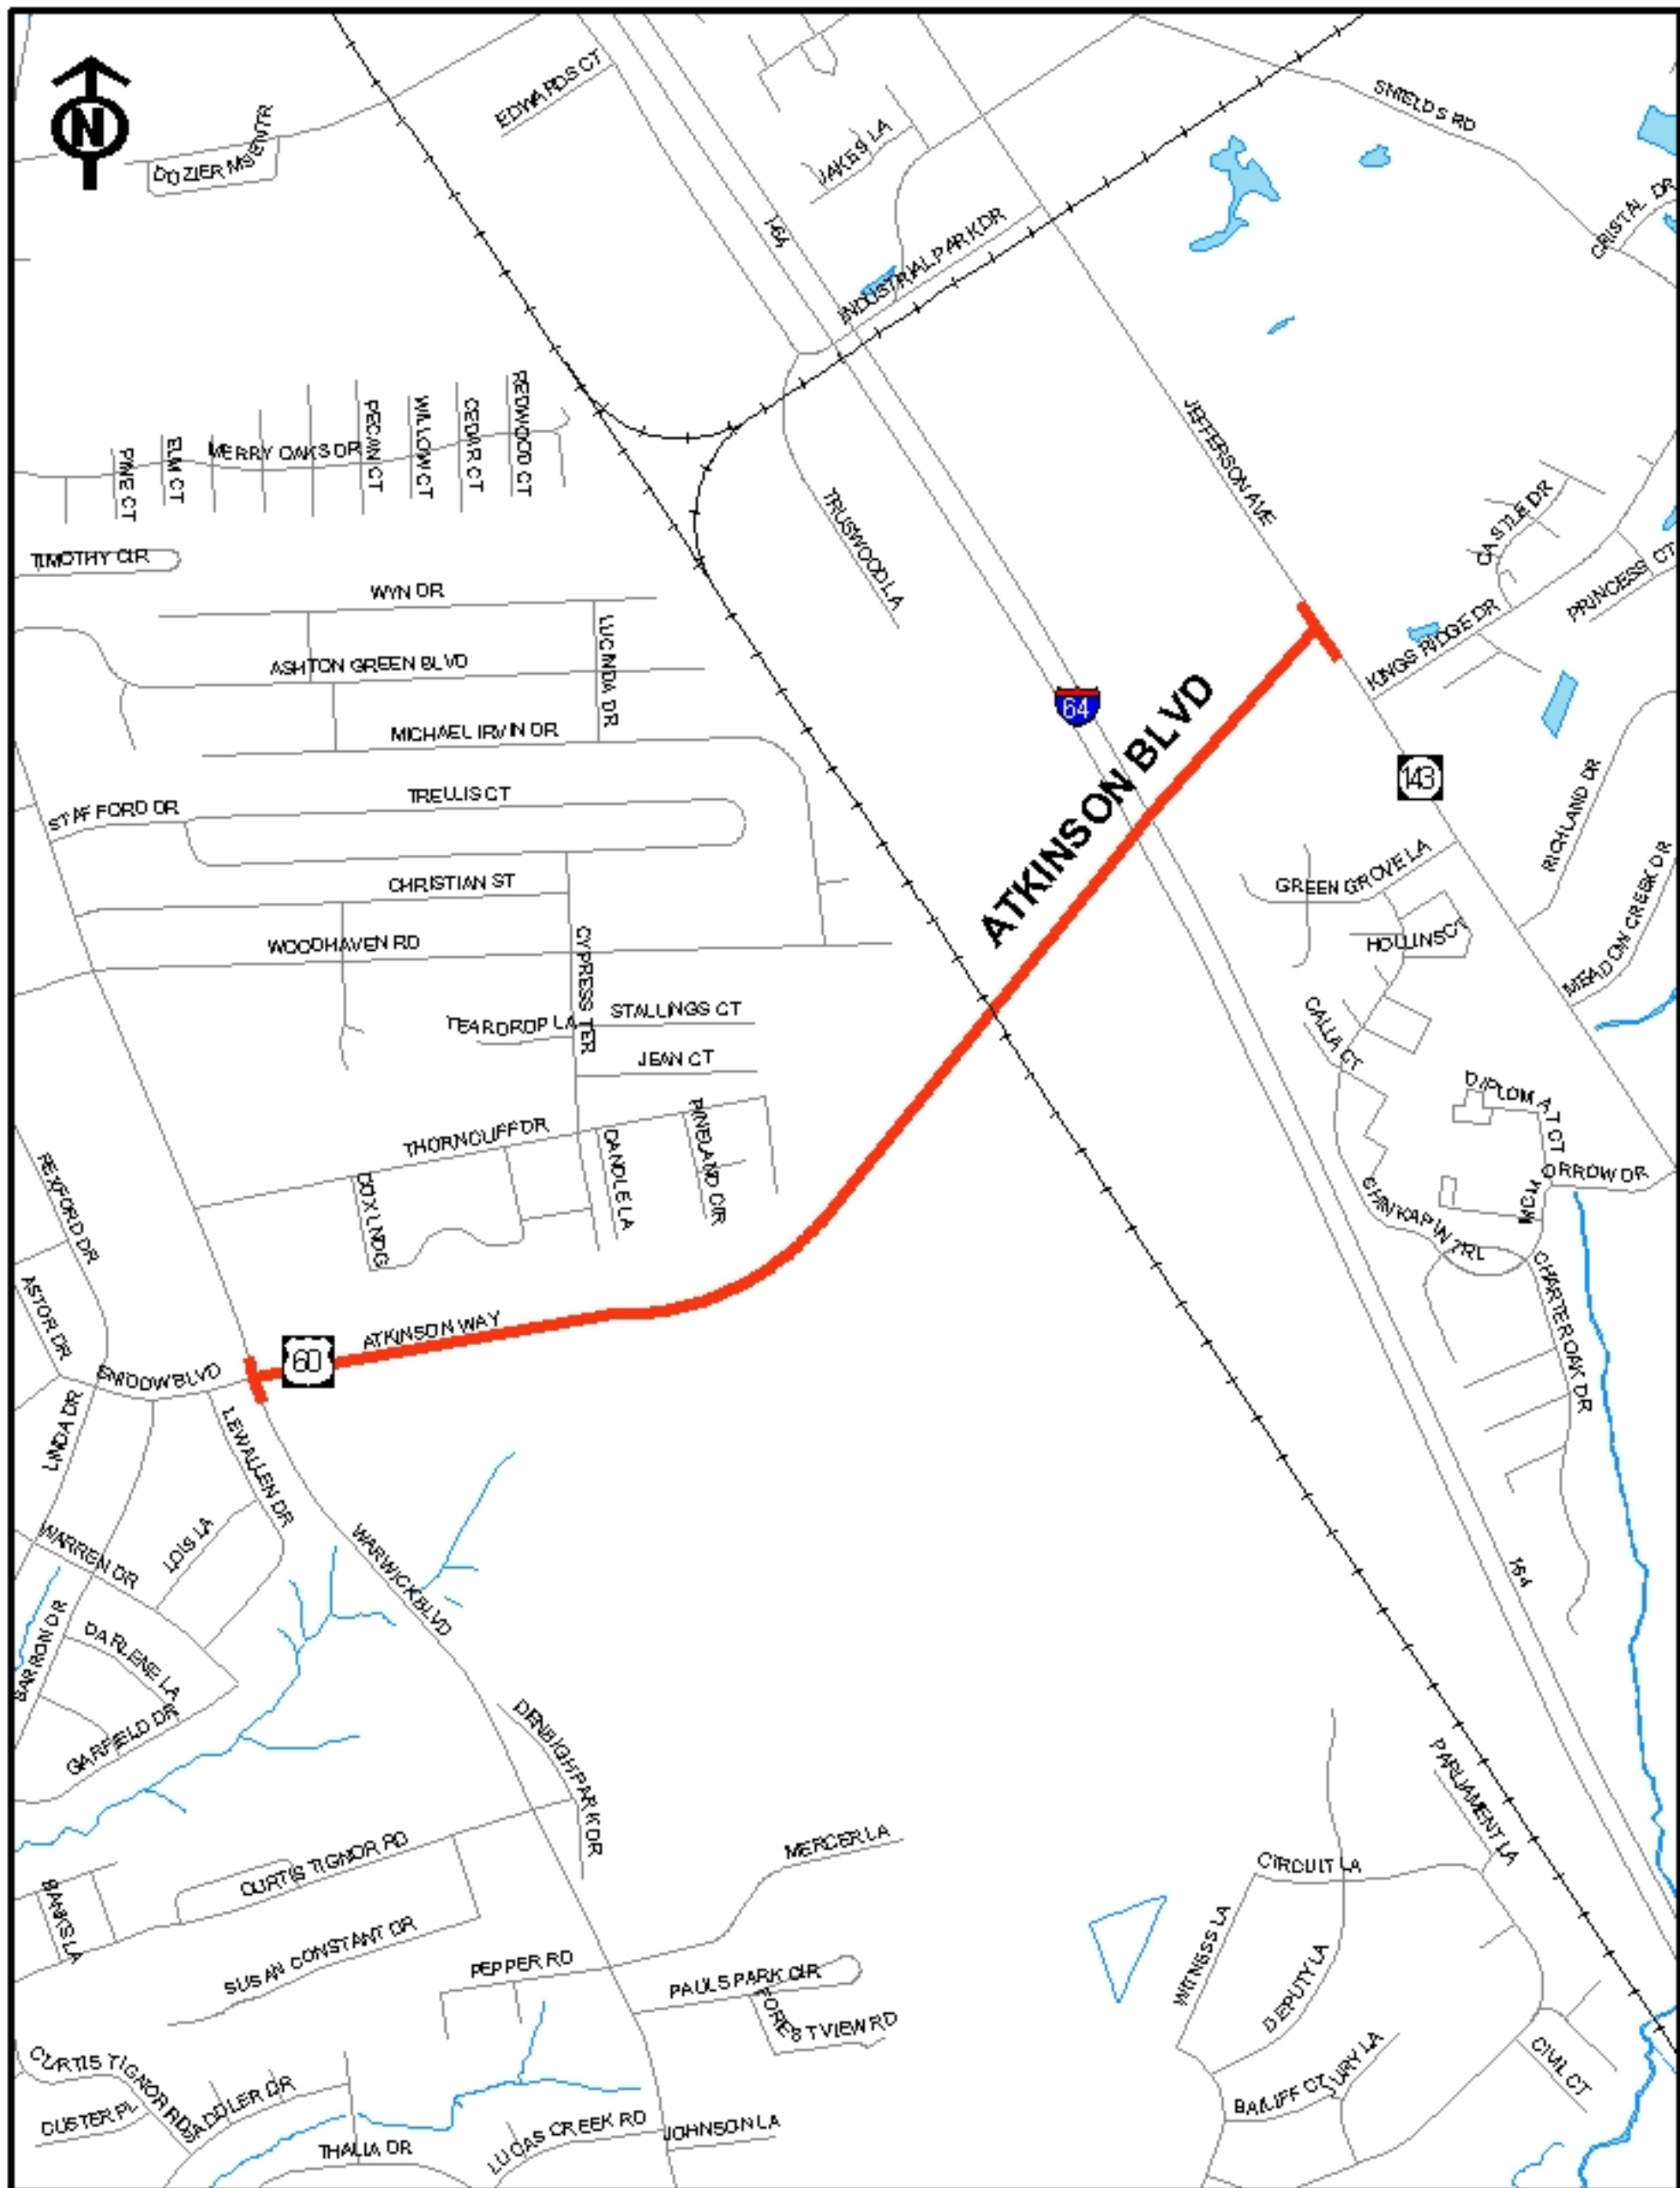 N
EDWARDS CT
SHIELDS RD
DOZIER MS ENTR
JAKES LA
CRISTAL DR
I-64
INDUSTRIAL PARK DR
REDWOOD CT
CEDAR CT
WILLOW CT
PECAN CT
MERRY OAKS DR
ELM CT
PINE CT
JEFFERSON AVE
CASTLE DR
TRUSWOOD LA
PRINCESS CT
TIMOTHY CIR
WYN DR
KINGS RIDGE DR
LUCINDA DR
ASHTON GREEN BLVD
64
ATKINSON BLVD
MICHAEL IRVIN DR
143
STAFFORD DR
TRELLIS CT
RICHLAND DR
CHRISTIAN ST
GREEN GROVE LA
MEADOW CREEK DR
WOODHAVEN RD
HOLLINS CT
CYPRESS TER
TEARDROP LA
STALLINGS CT
CALLA CT
JEAN CT
DIPLOMAT CT
THORNCLIFF DR
PINELAND CIR
CANDLE LA
COX LNDG
REXFORD DR
MCMORROW DR
CHINKAPIN TRL
ASTOR DR
CHARTER OAK DR
ATKINSON WAY
60
SNIDOW BLVD
LINDA DR
LEWALLEN DR
WARREN DR
LOIS LA
WARWICK BLVD
I-64
BARRON DR
DARLENE LA
GARFIELD DR
DENBIGH PARK DR
PARLIAMENT LA
CURTIS TIGNOR RD
MERCER LA
CIRCUIT LA
BANKS LA
SUSAN CONSTANT DR
WITNESS LA
PEPPER RD
PAULS PARK CIR
DEPUTY LA
FOREST VIEW RD
CURTIS TIGNOR RD
JURY LA
CIVIL CT
BAILIFF CT
SADDLER DR
CUSTER PL
THALIA DR
LUCAS CREEK RD
JOHNSON LA